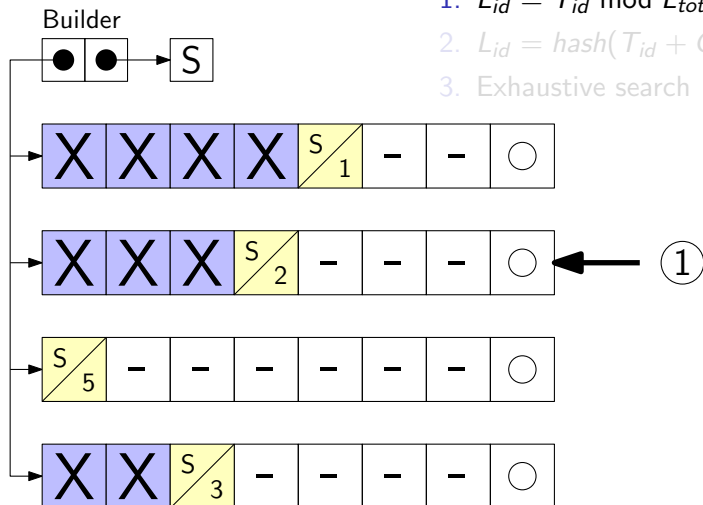 Builder
1. L_id = T_id mod L_tot
2. L_id = hash(T_id + 
3. Exhaustive search
S
X X X X S 1 - -
X X X S 2 - - - 1
S 5 - - - - - -
X X S 3 - - - -